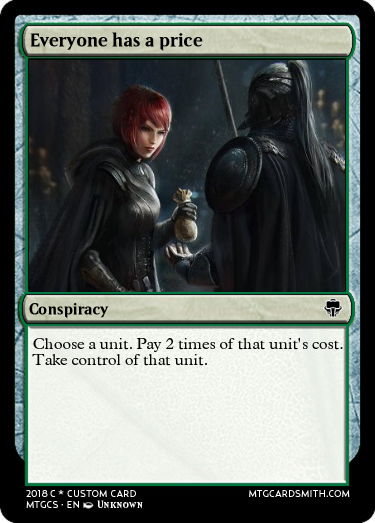 Everyone has a price
Conspiracy
Choose a unit. Pay 2 times of that unit's cost.
Take control of that unit.
2018 C * CUSTOM CARD
MTGCS · EN Unknown
MTGCARDSMITH.COM